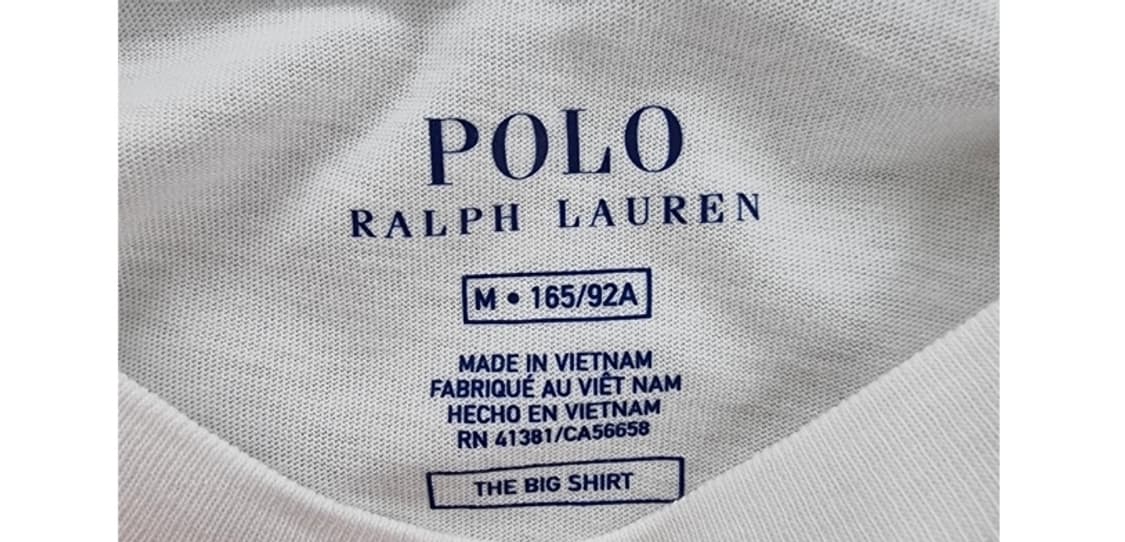 POLO
RALPH LAUREN
M • 165/92A
MADE IN VIETNAM
FABRIQUÉ AU VIÊT NAM
HECHO EN VIETNAM
RN 41381/CA56658
THE BIG SHIRT